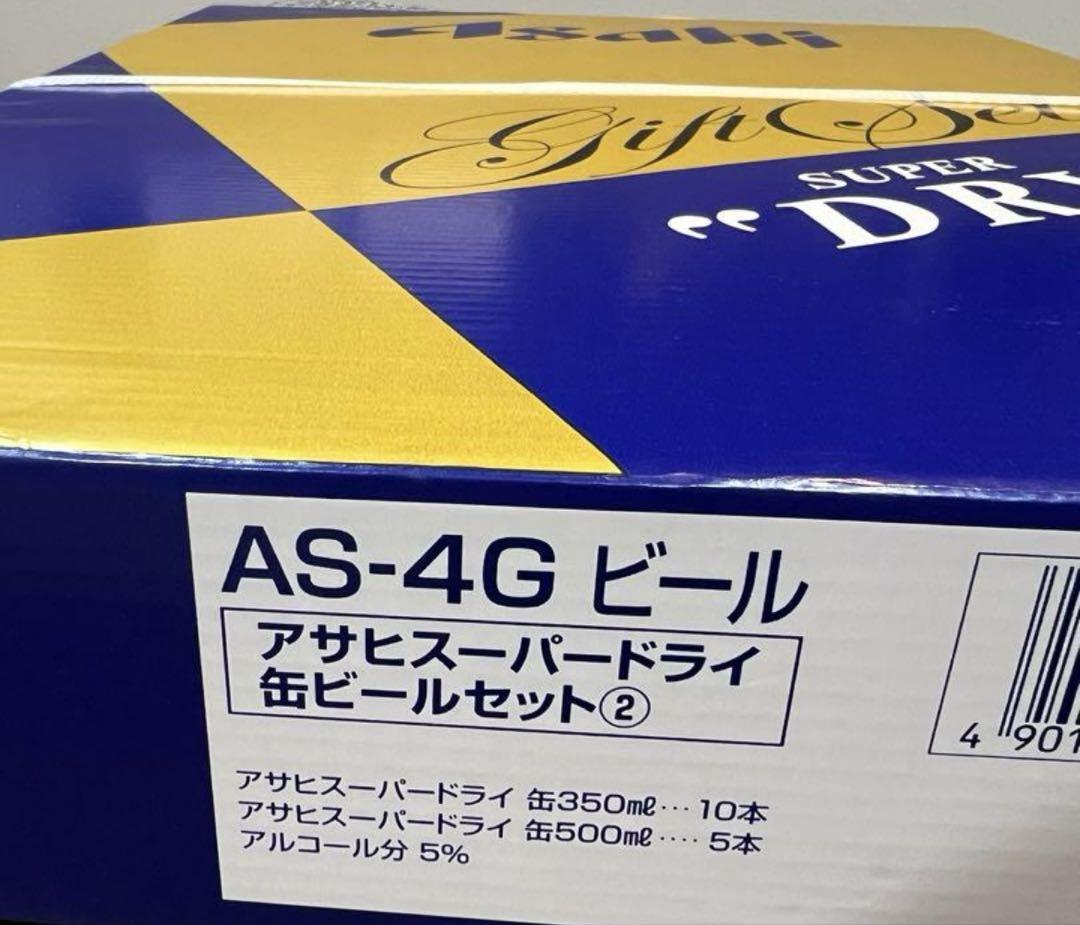 Asahi
Gift Set
SUPER
"DRY
AS-4G ビール
アサヒスーパードライ
缶ビールセット②
アサヒスーパードライ 缶350㎖‥‥10本
アサヒスーパードライ 缶500㎖‥‥5本
アルコール分 5%
4 901